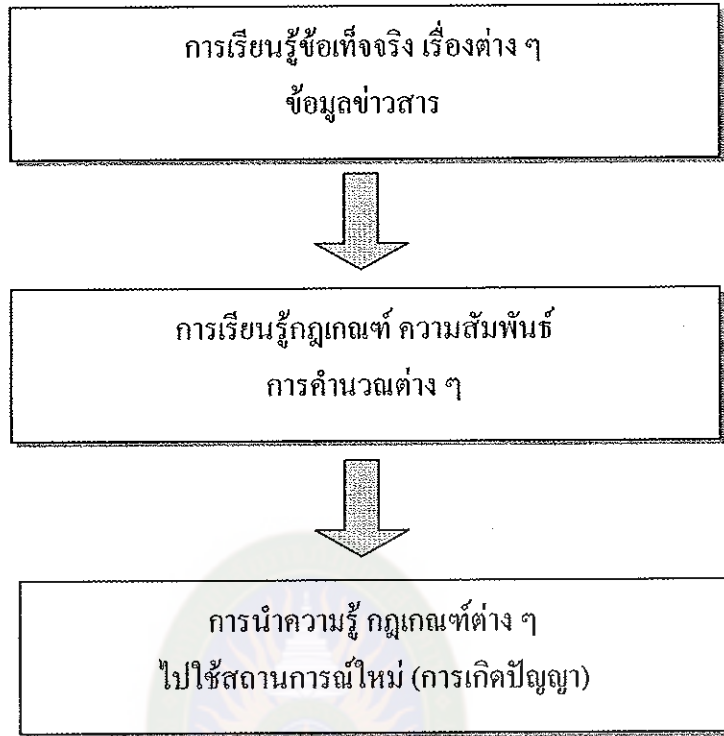 การเรียนรู้ข้อเท็จจริง เรื่องต่าง ๆ
ข้อมูลข่าวสาร
การเรียนรู้กฎเกณฑ์ ความสัมพันธ์
การคำนวณต่าง ๆ
การนำความรู้ กฎเกณฑ์ต่าง ๆ
ไปใช้สถานการณ์ใหม่ (การเกิดปัญญา)